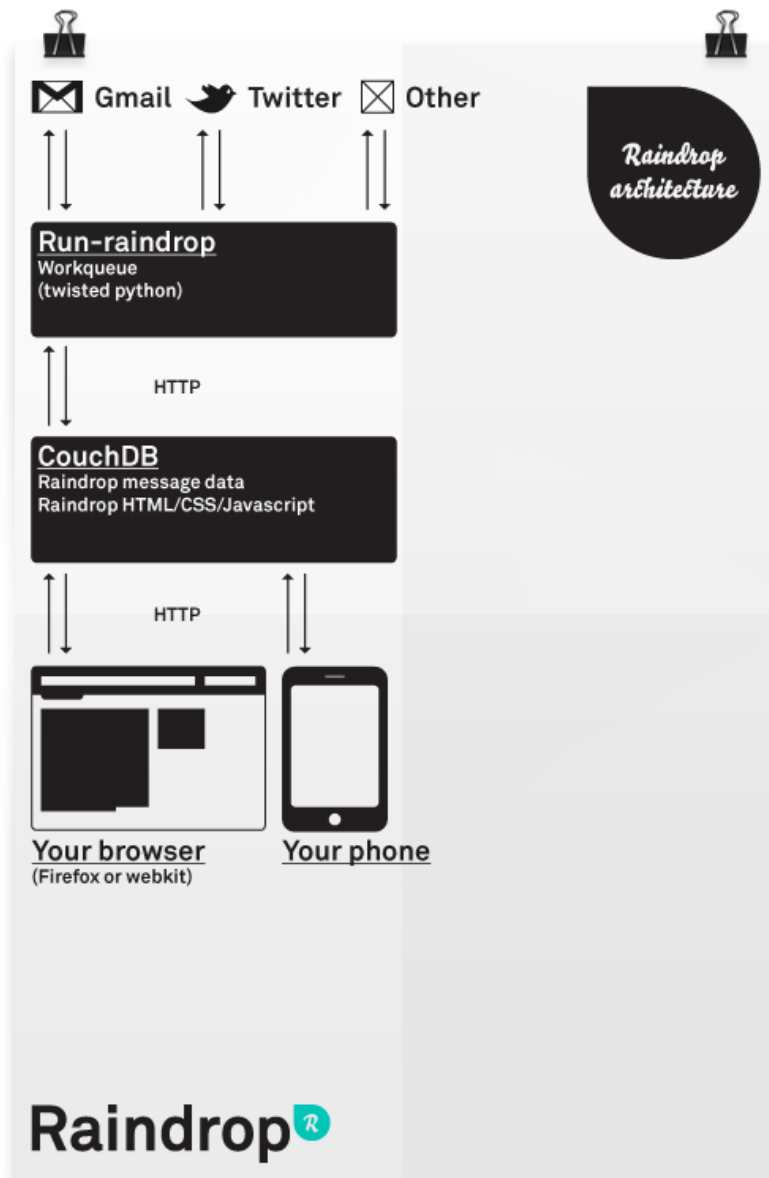 Gmail Twitter Other
Raindrop
architecture
Run-raindrop
Workqueue
(twisted python)
HTTP
CouchDB
Raindrop message data
Raindrop HTML/CSS/Javascript
HTTP
Your browser
(Firefox or webkit)
Your phone
Raindrop R